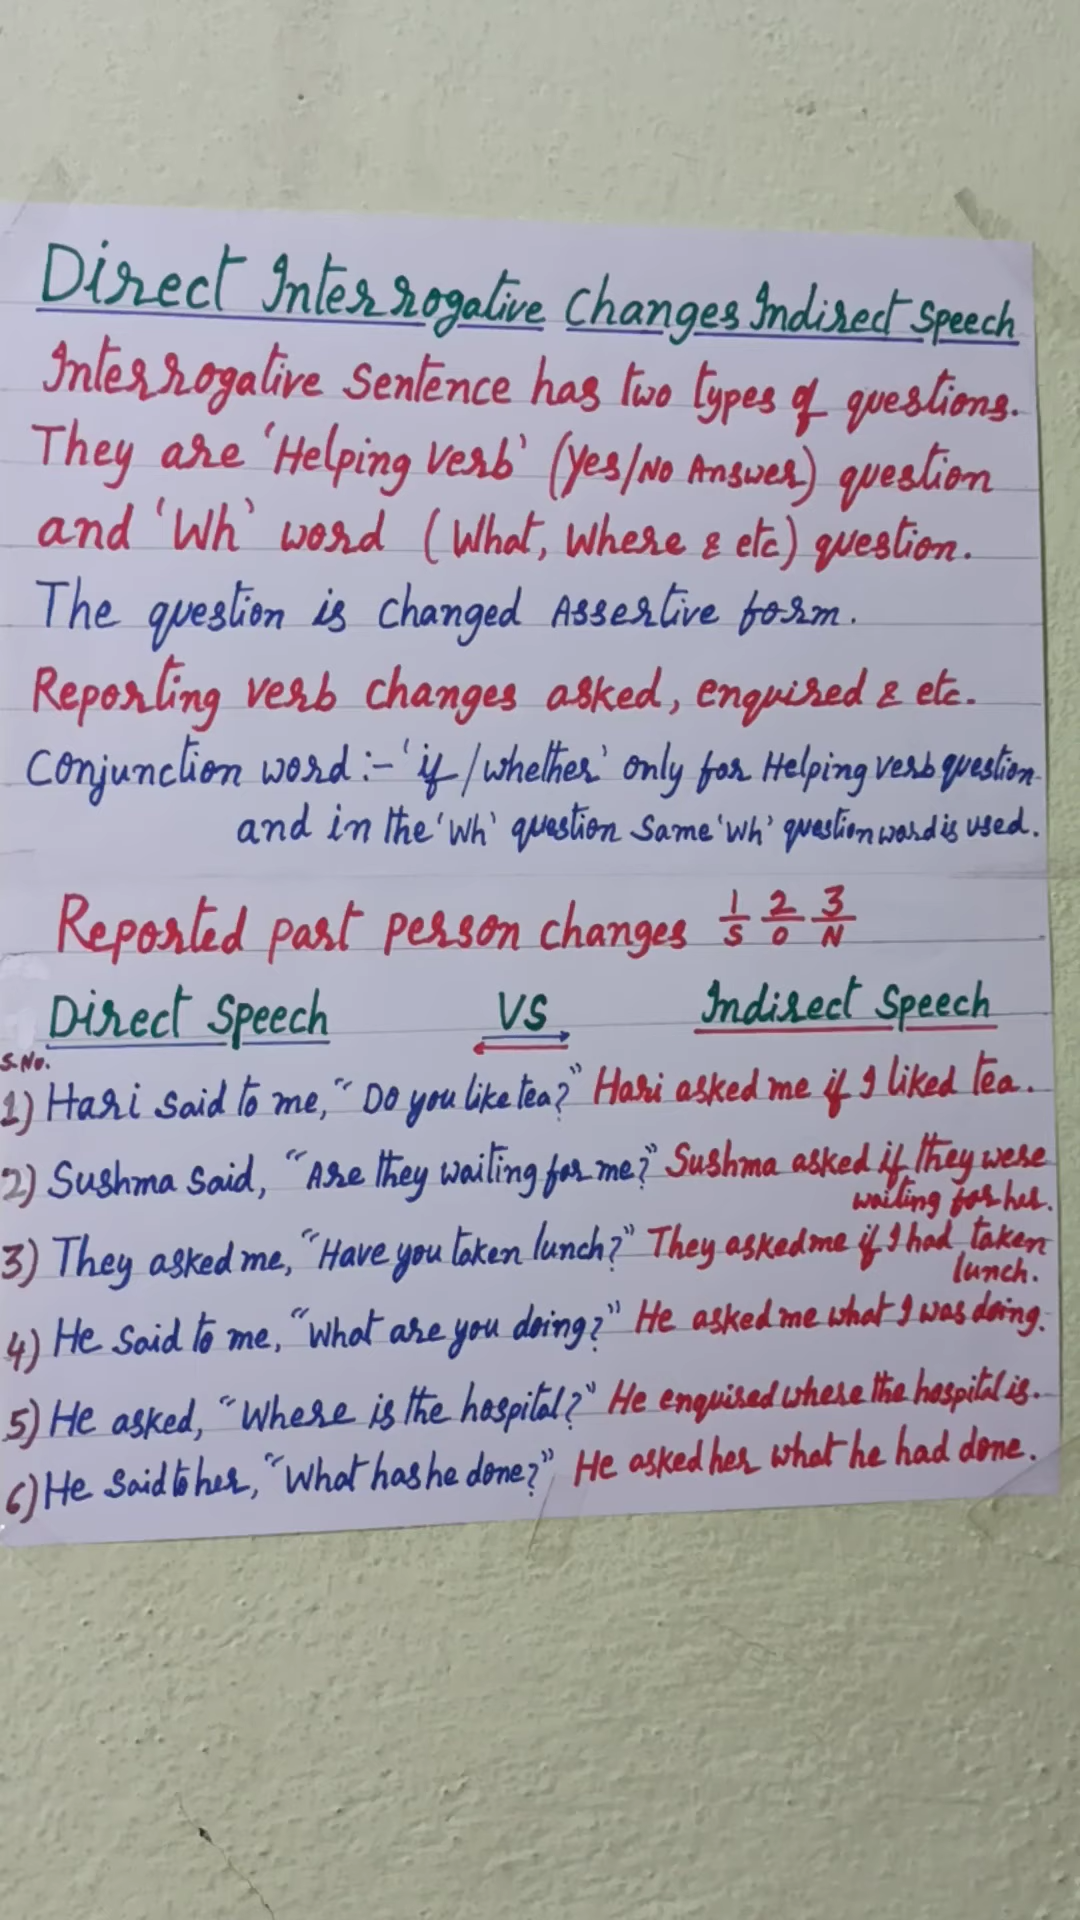 Direct Interrogative Changes Indirect Speech
Interrogative sentence has two types of questions.
They are 'Helping verb' (Yes/No Answer) question
and 'Wh' word (What, Where & etc) question.
The question is changed Assertive form.
Reporting verb changes asked, enquired & etc.
Conjunction word :- 'if/whether' only for Helping verb question
and in the 'Wh' question same 'Wh' question word is used.
Reported part person changes 1/S 2/O 3/N
Direct Speech VS Indirect Speech
S.No.
1) Hari said to me, "Do you like tea?" Hari asked me if I liked tea.
2) Sushma said, "Are they waiting for me?" Sushma asked if they were
waiting for her.
3) They asked me, "Have you taken lunch?" They asked me if I had taken
lunch.
4) He said to me, "What are you doing?" He asked me what I was doing.
5) He asked, "Where is the hospital?" He enquired where the hospital is.
6) He said to her, "What has he done?" He asked her what he had done.